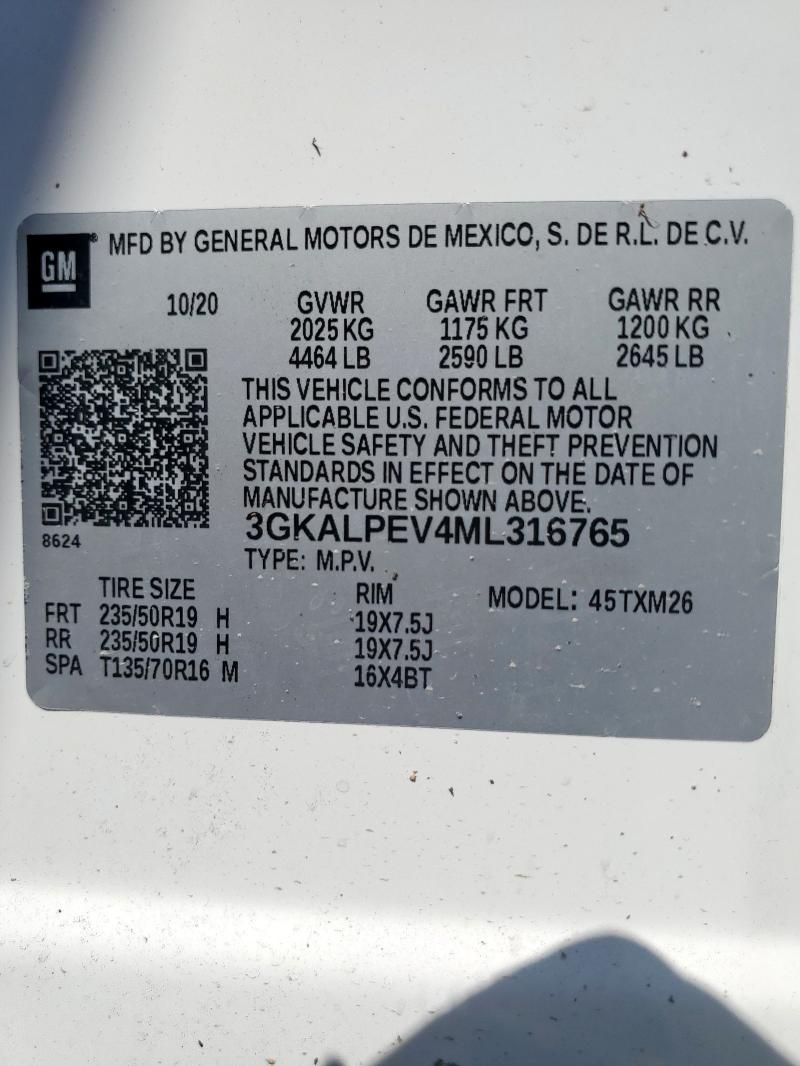 GM MFD BY GENERAL MOTORS DE MEXICO, S. DE R.L. DE C.V.
10/20 GVWR GAWR FRT GAWR RR
2025 KG 1175 KG 1200 KG
4464 LB 2590 LB 2645 LB
THIS VEHICLE CONFORMS TO ALL
APPLICABLE U.S. FEDERAL MOTOR
VEHICLE SAFETY AND THEFT PREVENTION
STANDARDS IN EFFECT ON THE DATE OF
MANUFACTURE SHOWN ABOVE.
8624 3GKALPEV4ML316765
TYPE: M.P.V.
TIRE SIZE RIM MODEL: 45TXM26
FRT 235/50R19 H 19X7.5J
RR 235/50R19 H 19X7.5J
SPA T135/70R16 M 16X4BT